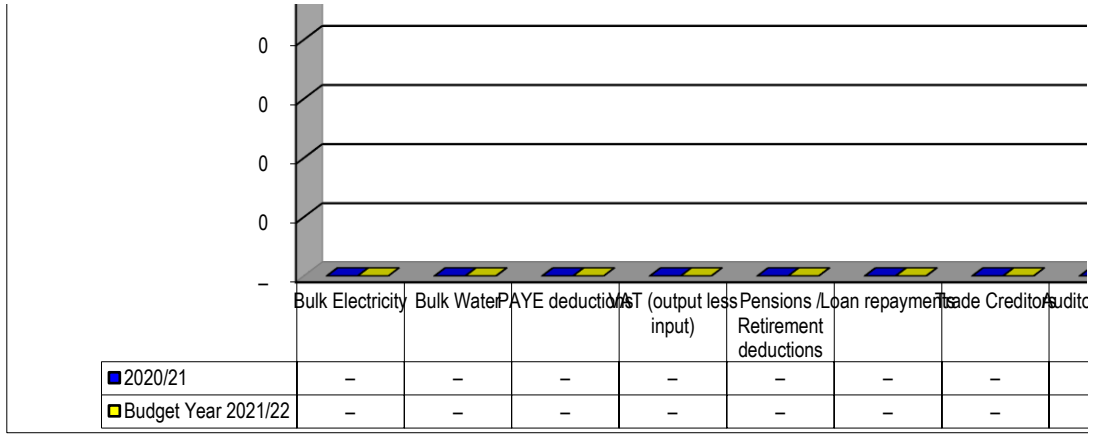 0
0
0
0
–
Bulk Electricity Bulk Water PAYE deductions VAT (output less input) Pensions / Retirement deductions Loan repayments Trade Creditors Audito
2020/21 – – – – – – –
Budget Year 2021/22 – – – – – – –